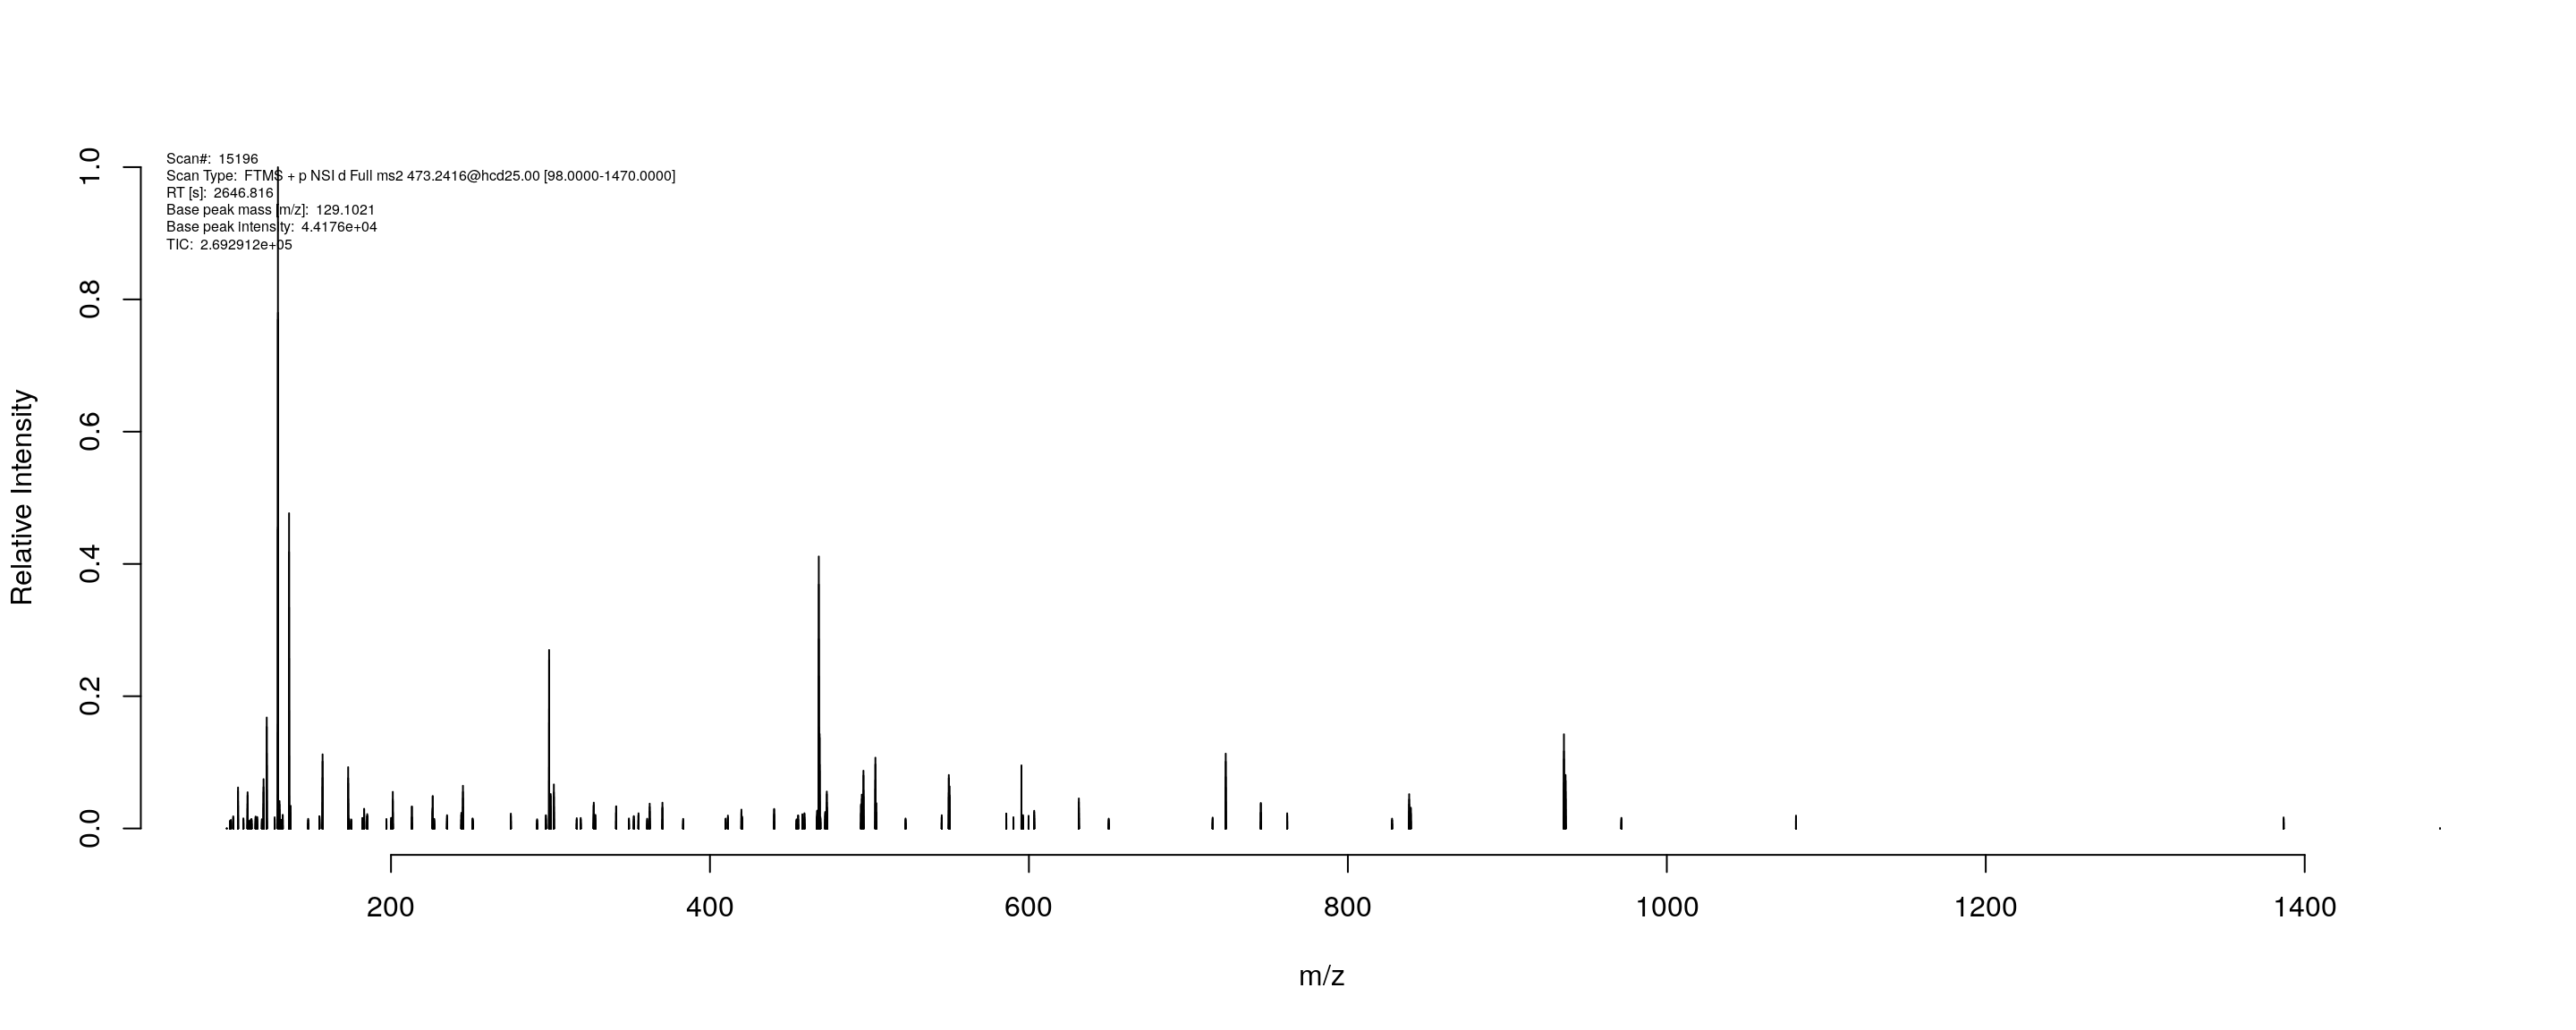 Scan#: 15196
Scan Type: FTMS + p NSI d Full ms2 473.2416@hcd25.00 [98.0000-1470.0000]
RT [s]: 2646.816
Base peak mass [m/z]: 129.1021
Base peak intensity: 4.4176e+04
TIC: 2.692912e+05
1.0
0.8
0.6
0.4
0.2
0.0
Relative Intensity
200 400 600 800 1000 1200 1400
m/z